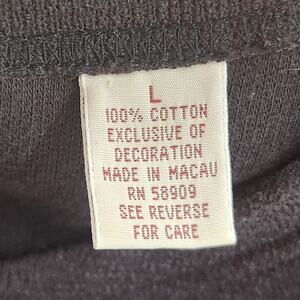 L
100% COTTON
EXCLUSIVE OF
DECORATION
MADE IN MACAU
RN 58909
SEE REVERSE
FOR CARE